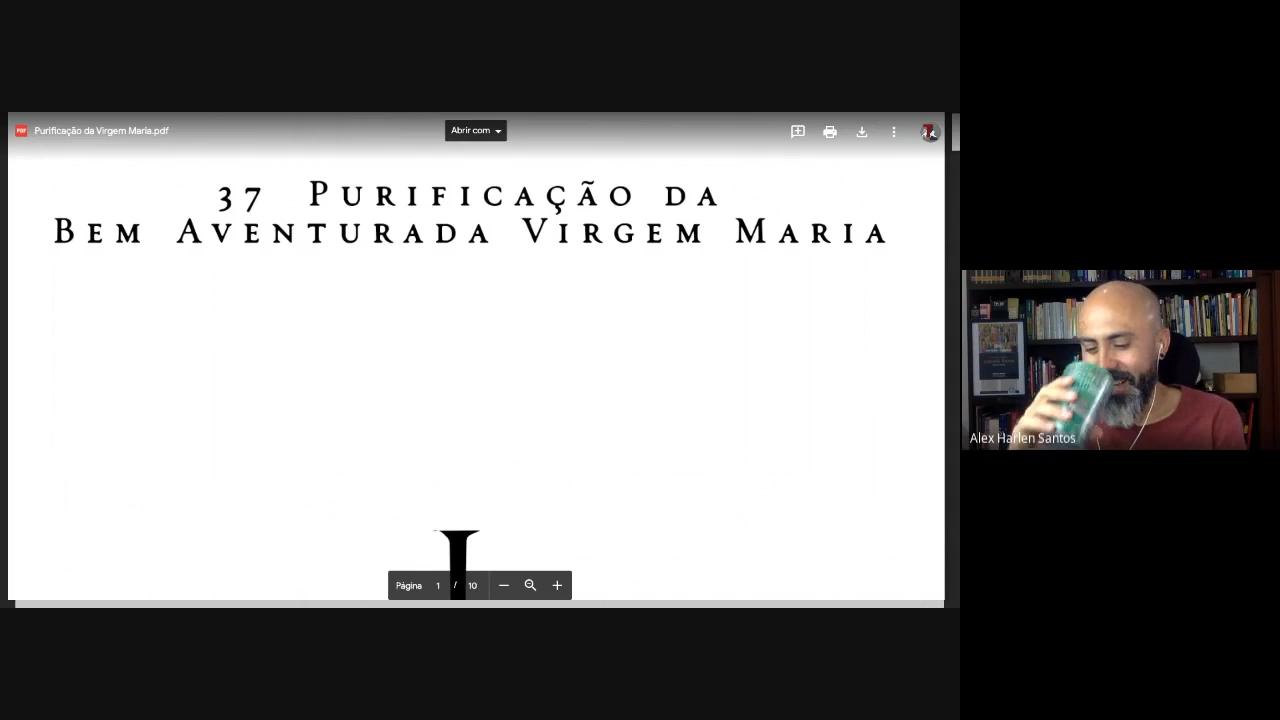 Purificação da Virgem Maria.pdf
Abrir com
37 Purificação da
Bem Aventurada Virgem Maria
I
Página 1 / 10
Alex Harlen Santos